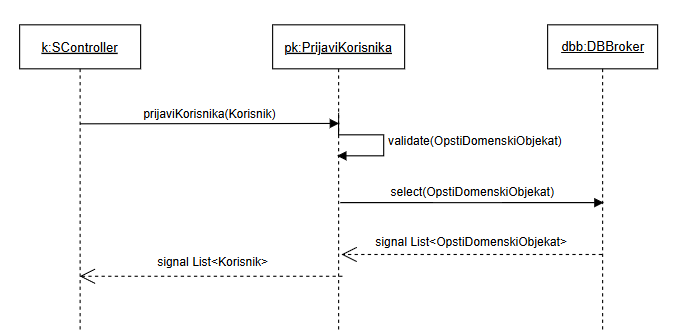 k:SController
pk:PrijaviKorisnika
dbb:DBBroker
prijaviKorisnika(Korisnik)
validate(OpstiDomenskiObjekat)
select(OpstiDomenskiObjekat)
signal List<OpstiDomenskiObjekat>
signal List<Korisnik>